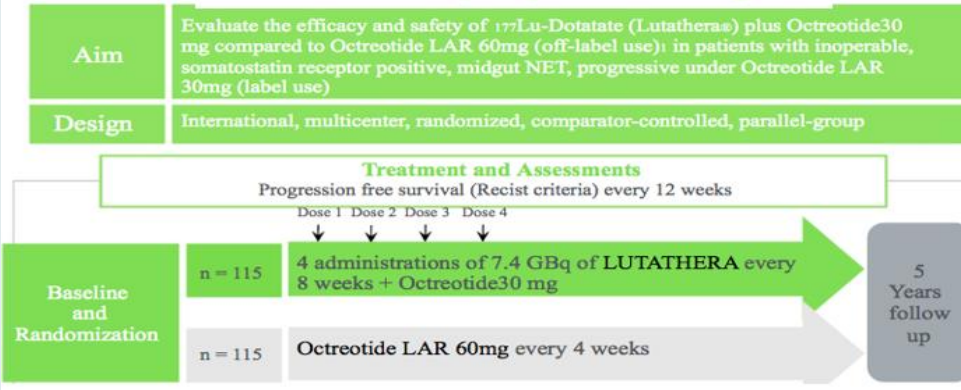 Aim
Evaluate the efficacy and safety of 177Lu-Dotatate (Lutathera®) plus Octreotide30
mg compared to Octreotide LAR 60mg (off-label use)1 in patients with inoperable,
somatostatin receptor positive, midgut NET, progressive under Octreotide LAR
30mg (label use)
Design
International, multicenter, randomized, comparator-controlled, parallel-group
Treatment and Assessments
Progression free survival (Recist criteria) every 12 weeks
Dose 1 Dose 2 Dose 3 Dose 4
Baseline
and
Randomization
n = 115
4 administrations of 7.4 GBq of LUTATHERA every
8 weeks + Octreotide30 mg
n = 115
Octreotide LAR 60mg every 4 weeks
5
Years
follow
up